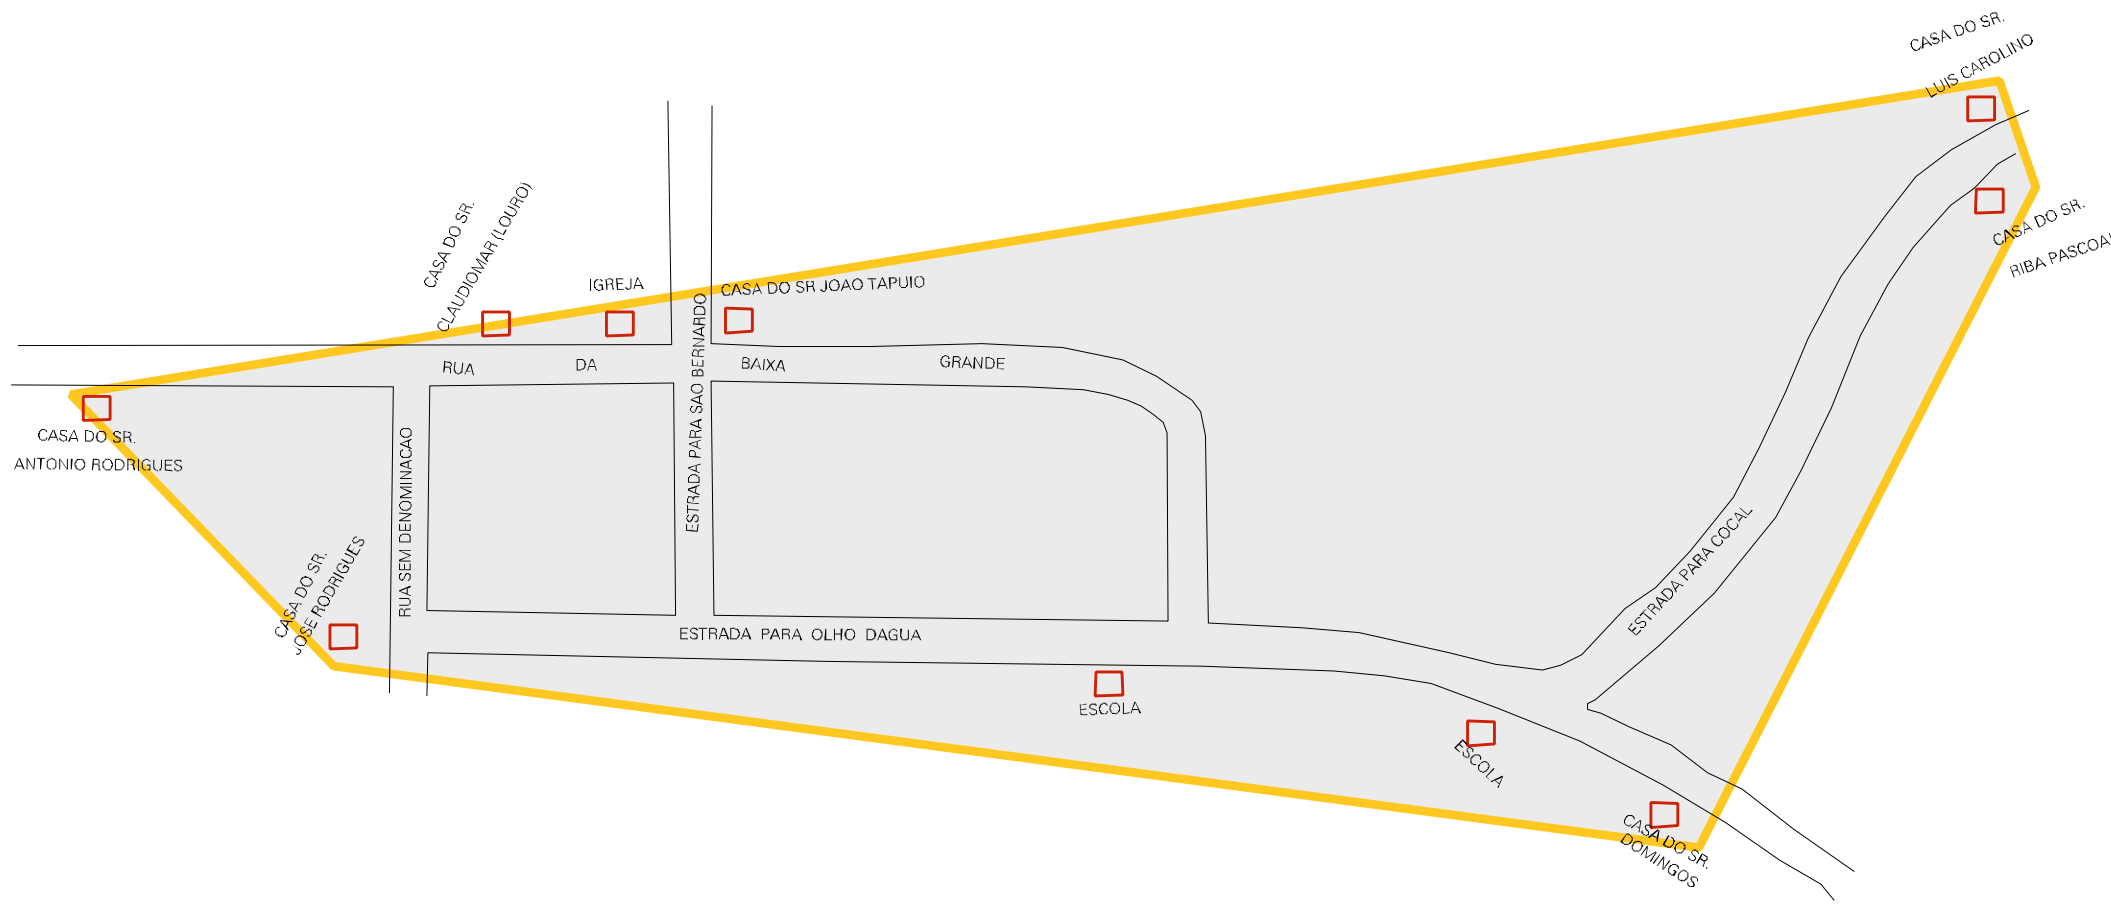 CASA DO SR.
LUIS CAROLINO
CASA DO SR.
CLAUDIOMAR (LOURO)
IGREJA
CASA DO SR JOAO TAPUIO
CASA DO SR.
RIBA PASCOAL
RUA DA BAIXA GRANDE
ESTRADA PARA SAO BERNARDO
CASA DO SR.
ANTONIO RODRIGUES
RUA SEM DENOMINACAO
CASA DO SR.
JOSE RODRIGUES
ESTRADA PARA COCAL
ESTRADA PARA OLHO DAGUA
ESCOLA
ESCOLA
CASA DO SR.
DOMINGOS